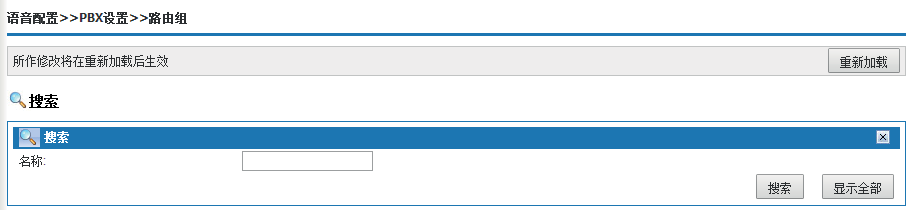 语音配置>>PBX设置>>路由组
所作修改将在重新加载后生效 重新加载
搜索
搜索
名称:
搜索 显示全部